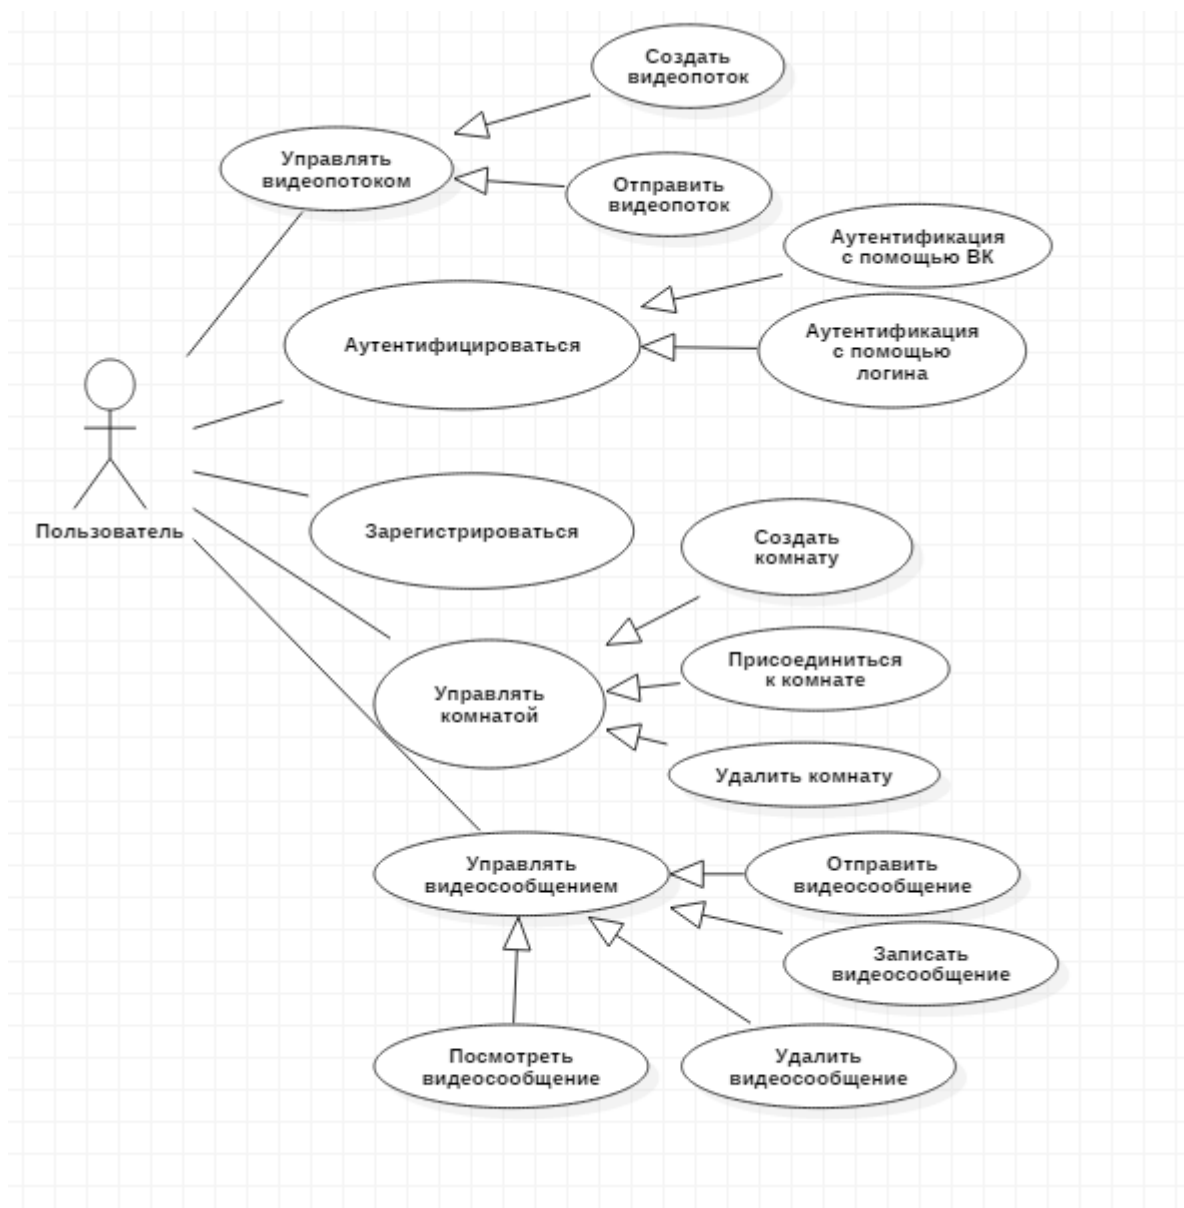 Создать
видеопоток
Управлять
видеопотоком
Отправить
видеопоток
Аутентификация
с помощью ВК
Аутентифицироваться
Аутентификация
с помощью
логина
Пользователь
Зарегистрироваться
Создать
комнату
Присоединиться
к комнате
Управлять
комнатой
Удалить комнату
Управлять
видеосообщением
Отправить
видеосообщение
Записать
видеосообщение
Посмотреть
видеосообщение
Удалить
видеосообщение